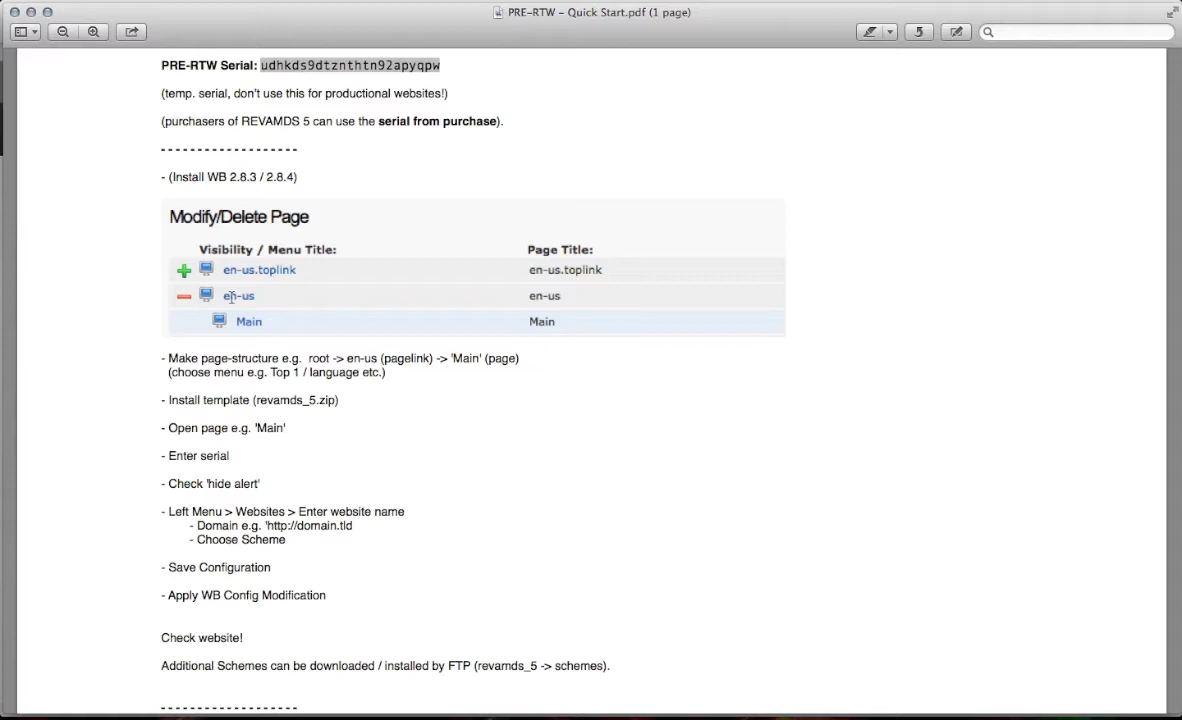 PRE-RTW - Quick Start.pdf (1 page)
PRE-RTW Serial: udhkds9dtznthtn92apyqpw
(temp. serial, don't use this for productional websites!)
(purchasers of REVAMDS 5 can use the serial from purchase).
- - - - - - - - - - - - - - - - - - -
- (Install WB 2.8.3 / 2.8.4)
Modify/Delete Page
Visibility / Menu Title: Page Title:
en-us.toplink en-us.toplink
en-us en-us
Main Main
- Make page-structure e.g. root -> en-us (pagelink) -> 'Main' (page)
(choose menu e.g. Top 1 / language etc.)
- Install template (revamds_5.zip)
- Open page e.g. 'Main'
- Enter serial
- Check 'hide alert'
- Left Menu > Websites > Enter website name
- Domain e.g. 'http://domain.tld
- Choose Scheme
- Save Configuration
- Apply WB Config Modification
Check website!
Additional Schemes can be downloaded / installed by FTP (revamds_5 -> schemes).
- - - - - - - - - - - - - - - - - - -